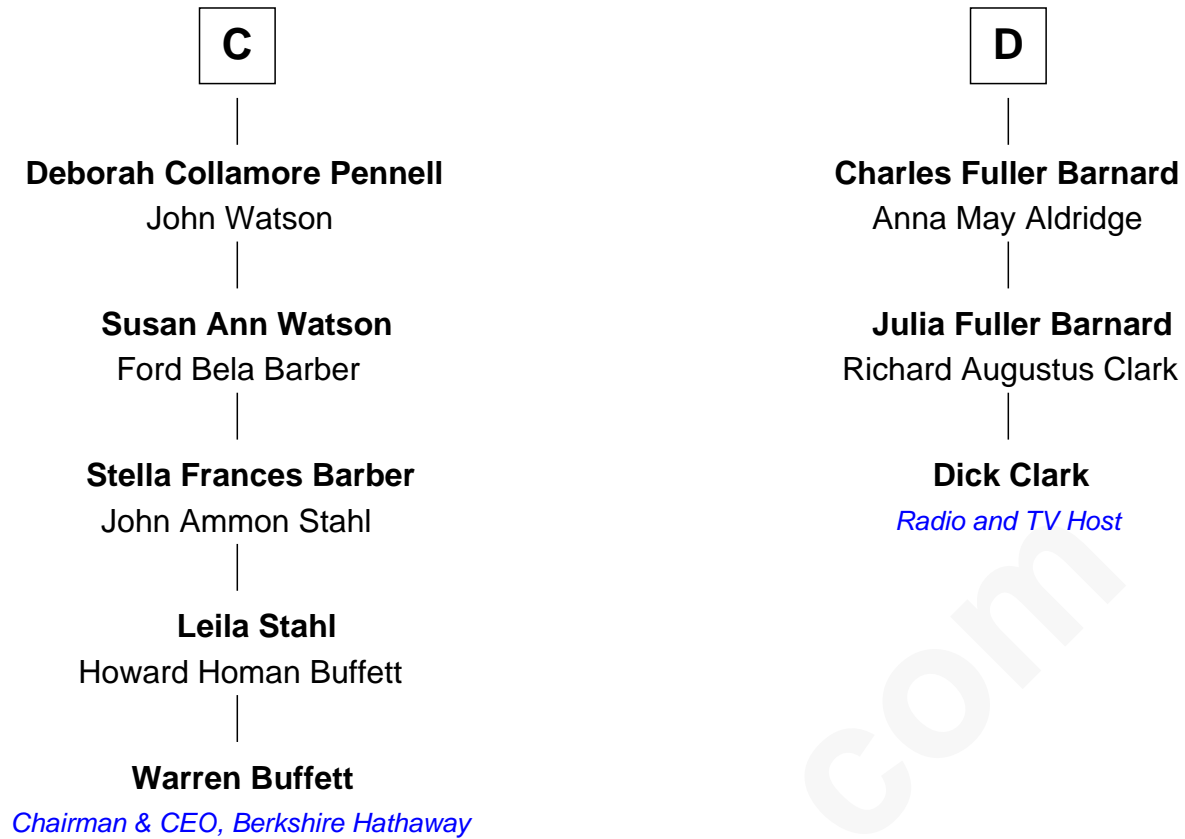 C
Deborah Collamore Pennell
John Watson
Susan Ann Watson
Ford Bela Barber
Stella Frances Barber
John Ammon Stahl
Leila Stahl
Howard Homan Buffett
Warren Buffett
Chairman & CEO, Berkshire Hathaway
D
Charles Fuller Barnard
Anna May Aldridge
Julia Fuller Barnard
Richard Augustus Clark
Dick Clark
Radio and TV Host
com